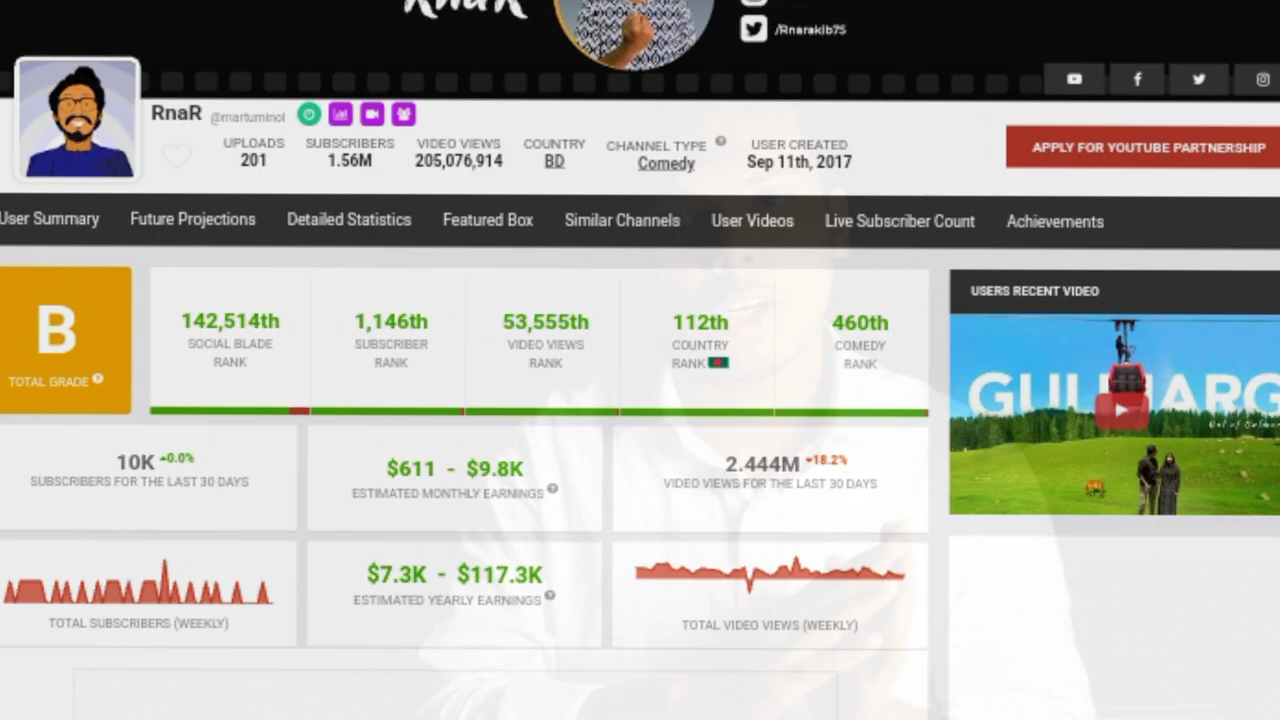 RnaR
/Rnarakib75
RnaR @martuminol
UPLOADS
201
SUBSCRIBERS
1.56M
VIDEO VIEWS
205,076,914
COUNTRY
BD
CHANNEL TYPE
Comedy
USER CREATED
Sep 11th, 2017
APPLY FOR YOUTUBE PARTNERSHIP
User Summary Future Projections Detailed Statistics Featured Box Similar Channels User Videos Live Subscriber Count Achievements
B
TOTAL GRADE
142,514th
SOCIAL BLADE
RANK
1,146th
SUBSCRIBER
RANK
53,555th
VIDEO VIEWS
RANK
112th
COUNTRY
RANK
460th
COMEDY
RANK
USERS RECENT VIDEO
10K 0.0%
SUBSCRIBERS FOR THE LAST 30 DAYS
$611 - $9.8K
ESTIMATED MONTHLY EARNINGS
2.444M 18.2%
VIDEO VIEWS FOR THE LAST 30 DAYS
TOTAL SUBSCRIBERS (WEEKLY)
$7.3K - $117.3K
ESTIMATED YEARLY EARNINGS
TOTAL VIDEO VIEWS (WEEKLY)